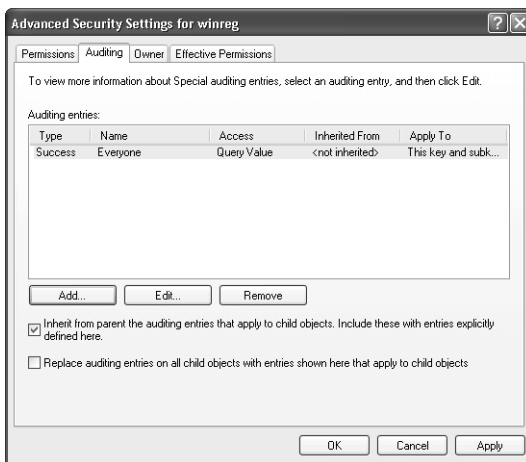 Advanced Security Settings for winreg
Permissions Auditing Owner Effective Permissions
To view more information about Special auditing entries, select an auditing entry, and then click Edit.
Auditing entries:
Type Name Access Inherited From Apply To
Success Everyone Query Value <not inherited> This key and subk...
Add... Edit... Remove
Inherit from parent the auditing entries that apply to child objects. Include these with entries explicitly
defined here.
Replace auditing entries on all child objects with entries shown here that apply to child objects
OK Cancel Apply